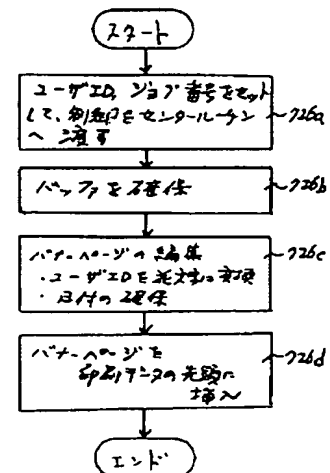 スタート
ユーザID, ジョブ番号をセット
して、制御をセンタールーチン
へ渡す
726a
バッファを確保
726b
バナーページの編集
・ユーザIDを花文字に変換
・日付の確保
726c
バナーページを
印刷データの先頭に
挿入
726d
エンド